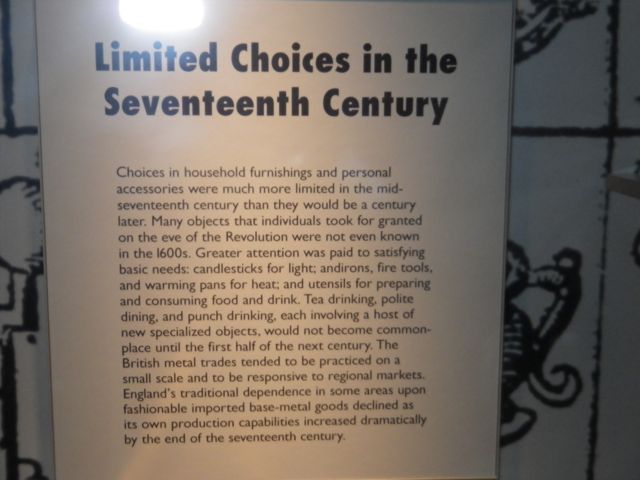 Limited Choices in the
Seventeenth Century
Choices in household furnishings and personal
accessories were much more limited in the mid-
seventeenth century than they would be a century
later. Many objects that individuals took for granted
on the eve of the Revolution were not even known
in the 1600s. Greater attention was paid to satisfying
basic needs: candlesticks for light; andirons, fire tools,
and warming pans for heat; and utensils for preparing
and consuming food and drink. Tea drinking, polite
dining, and punch drinking, each involving a host of
new specialized objects, would not become common-
place until the first half of the next century. The
British metal trades tended to be practiced on a
small scale and to be responsive to regional markets.
England's traditional dependence in some areas upon
fashionable imported base-metal goods declined as
its own production capabilities increased dramatically
by the end of the seventeenth century.